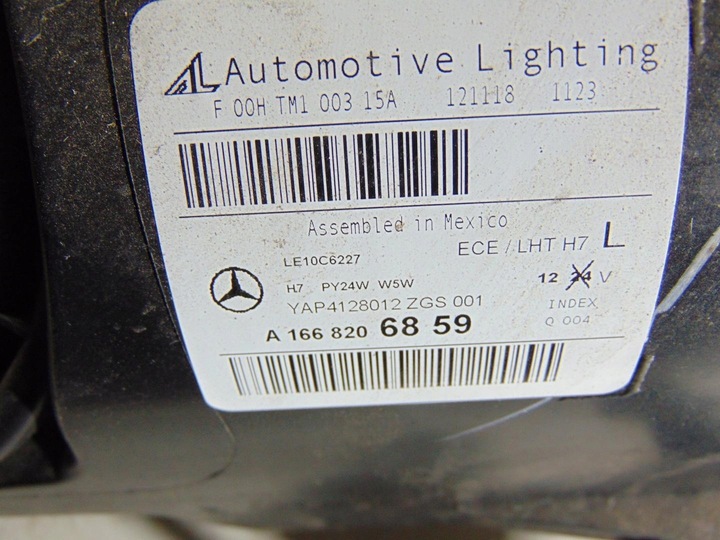 AL Automotive Lighting
F 00H TM1 003 15A 121118 1123
Assembled in Mexico
LE10C6227 ECE / LHT H7 L
H7 PY24W W5W 12 24 V
YAP4128012 ZGS 001 INDEX
A 166 820 68 59 Q 004